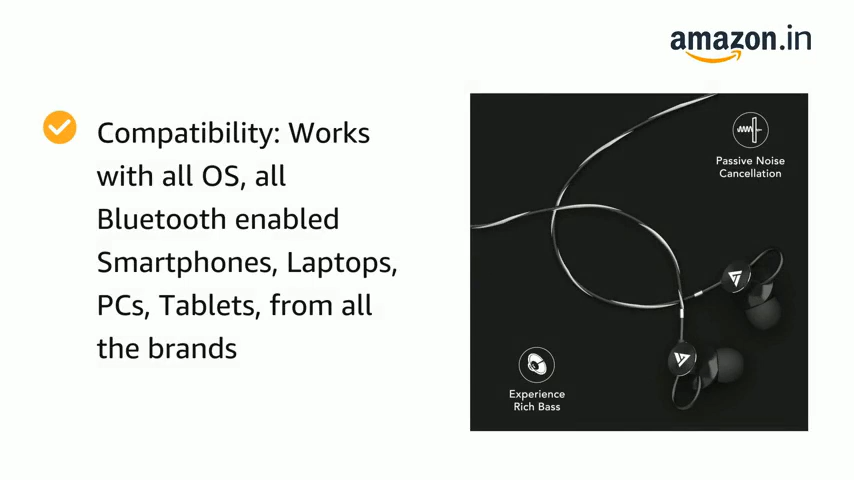 amazon.in
Compatibility: Works
with all OS, all
Bluetooth enabled
Smartphones, Laptops,
PCs, Tablets, from all
the brands
Passive Noise
Cancellation
Experience
Rich Bass